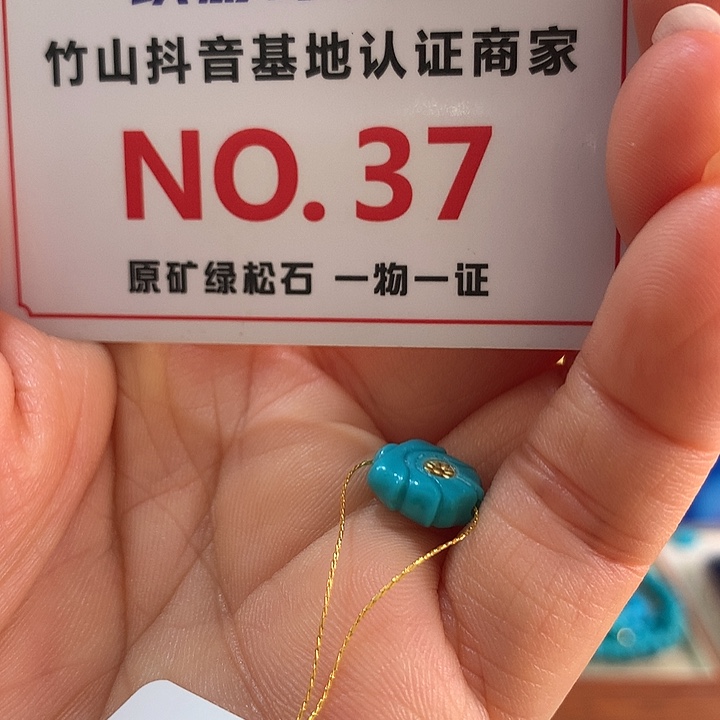 竹山抖音基地认证商家
NO. 37
原矿绿松石 一物一证